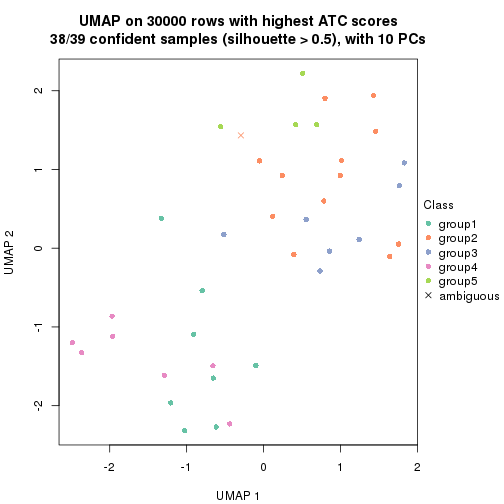 UMAP on 30000 rows with highest ATC scores
38/39 confident samples (silhouette > 0.5), with 10 PCs
2
1
0
-1
-2
UMAP 2
-2
-1
0
1
2
UMAP 1
Class
group1
group2
group3
group4
group5
ambiguous